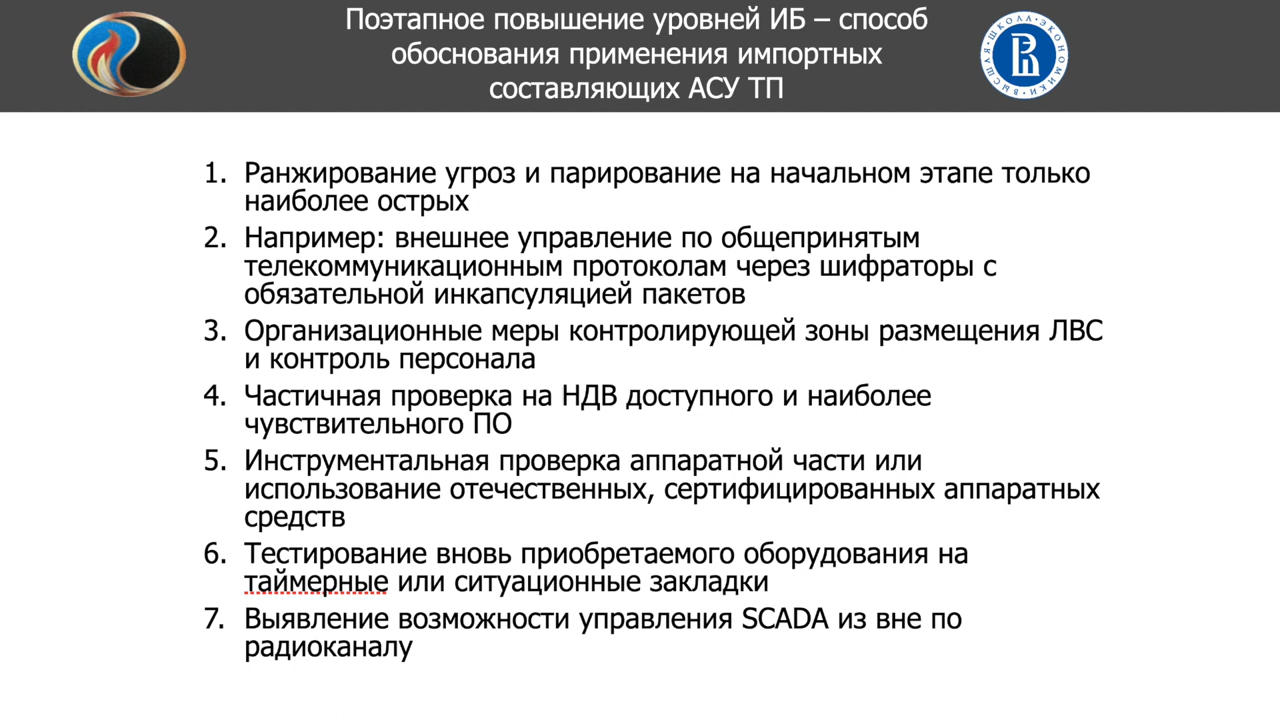 Поэтапное повышение уровней ИБ – способ
обоснования применения импортных
составляющих АСУ ТП
ВЫСШАЯ ШКОЛА ЭКОНОМИКИ
1. Ранжирование угроз и парирование на начальном этапе только
наиболее острых
2. Например: внешнее управление по общепринятым
телекоммуникационным протоколам через шифраторы с
обязательной инкапсуляцией пакетов
3. Организационные меры контролирующей зоны размещения ЛВС
и контроль персонала
4. Частичная проверка на НДВ доступного и наиболее
чувствительного ПО
5. Инструментальная проверка аппаратной части или
использование отечественных, сертифицированных аппаратных
средств
6. Тестирование вновь приобретаемого оборудования на
таймерные или ситуационные закладки
7. Выявление возможности управления SCADA из вне по
радиоканалу